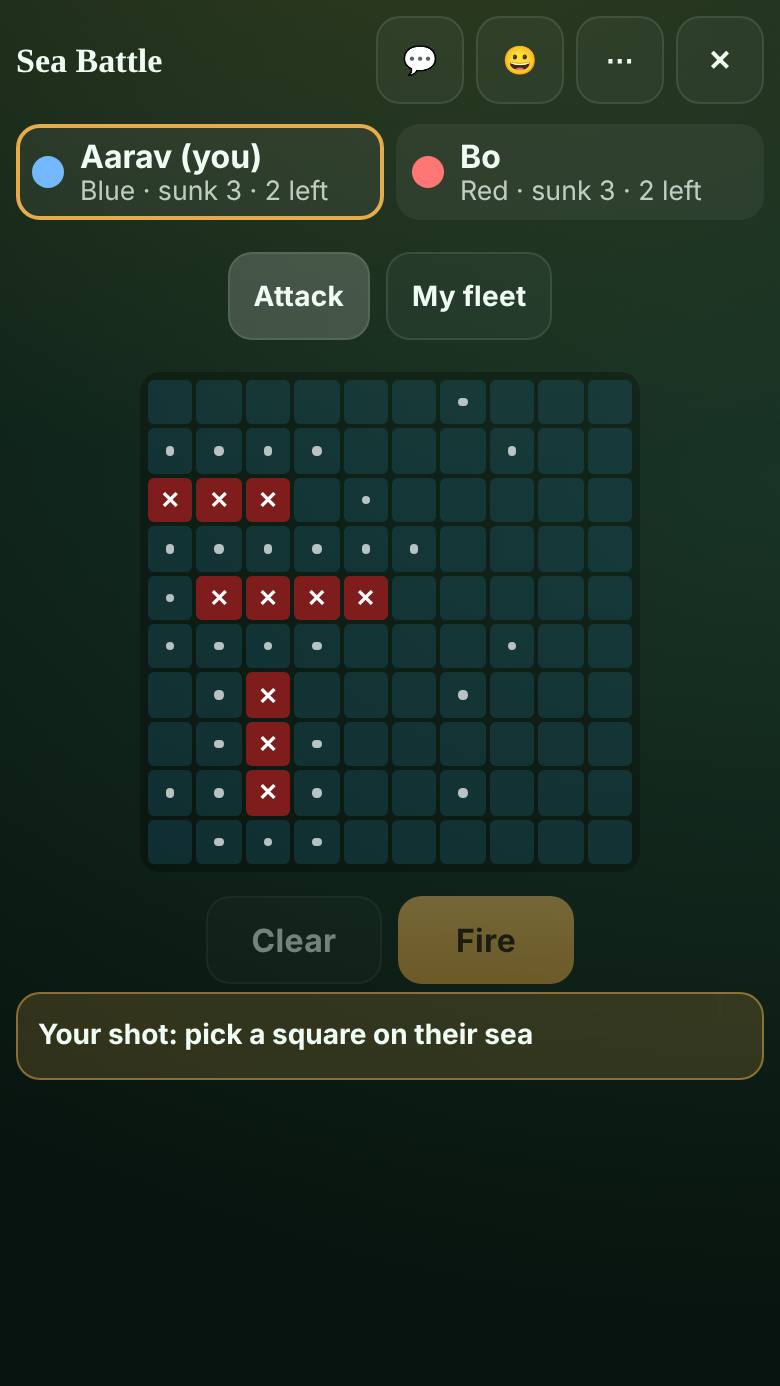 Sea Battle
Aarav (you)
Blue · sunk 3 · 2 left
Bo
Red · sunk 3 · 2 left
Attack
My fleet
Clear
Fire
Your shot: pick a square on their sea